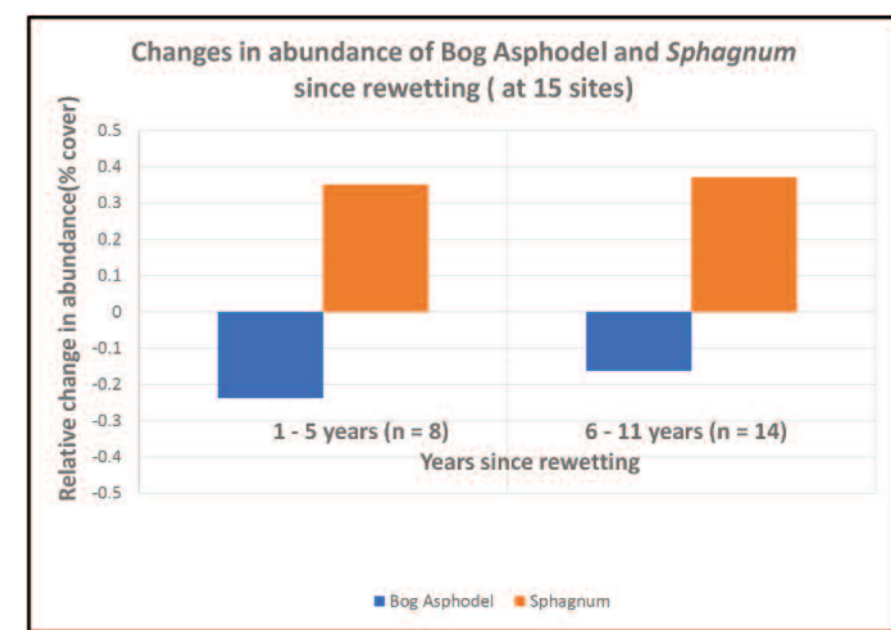 Changes in abundance of Bog Asphodel and Sphagnum
since rewetting ( at 15 sites)
Relative change in abundance(% cover)
0.5
0.4
0.3
0.2
0.1
0
-0.1
-0.2
-0.3
-0.4
-0.5
1 - 5 years (n = 8)
6 - 11 years (n = 14)
Years since rewetting
Bog Asphodel
Sphagnum